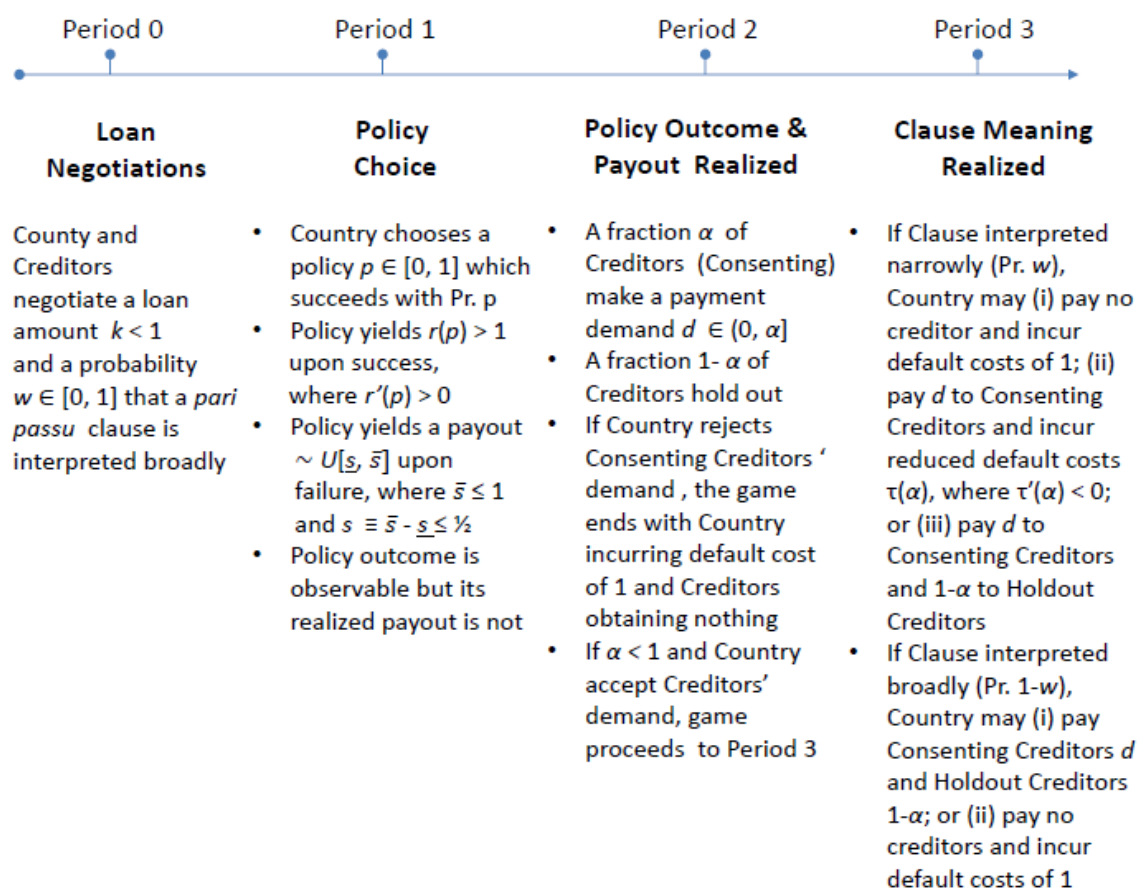 Period 0
Period 1
Period 2
Period 3
Loan
Negotiations
County and
Creditors
negotiate a loan
amount k < 1
and a probability
w ∈ [0, 1] that a pari
passu clause is
interpreted broadly
Policy
Choice
• Country chooses a
policy p ∈ [0, 1] which
succeeds with Pr. p
• Policy yields r(p) > 1
upon success,
where r'(p) > 0
• Policy yields a payout
~ U[s̲, s̄] upon
failure, where s̄ ≤ 1
and s ≡ s̄ - s̲ ≤ ½
• Policy outcome is
observable but its
realized payout is not
Policy Outcome &
Payout Realized
• A fraction α of
Creditors (Consenting)
make a payment
demand d ∈ (0, α]
• A fraction 1- α of
Creditors hold out
• If Country rejects
Consenting Creditors ‘
demand , the game
ends with Country
incurring default cost
of 1 and Creditors
obtaining nothing
• If α < 1 and Country
accept Creditors’
demand, game
proceeds to Period 3
Clause Meaning
Realized
• If Clause interpreted
narrowly (Pr. w),
Country may (i) pay no
creditor and incur
default costs of 1; (ii)
pay d to Consenting
Creditors and incur
reduced default costs
τ(α), where τ’(α) < 0;
or (iii) pay d to
Consenting Creditors
and 1-α to Holdout
Creditors
• If Clause interpreted
broadly (Pr. 1-w),
Country may (i) pay
Consenting Creditors d
and Holdout Creditors
1-α; or (ii) pay no
creditors and incur
default costs of 1